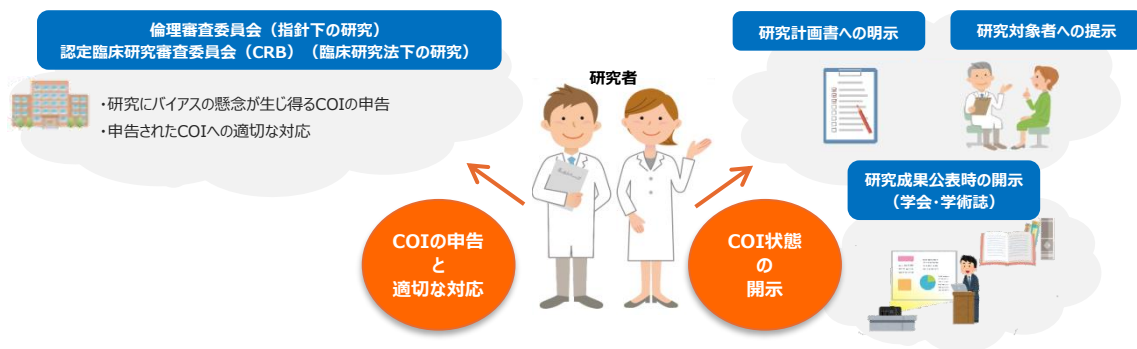 倫理審査委員会（指針下の研究）
認定臨床研究審査委員会（CRB）（臨床研究法下の研究）
・研究にバイアスの懸念が生じ得るCOIの申告
・申告されたCOIへの適切な対応
研究者
研究計画書への明示
研究対象者への提示
研究成果公表時の開示
（学会・学術誌）
COIの申告
と
適切な対応
COI状態
の
開示